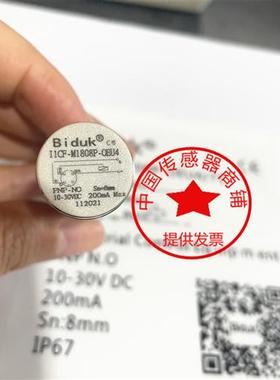 Biduk®
I1CF-M1808P-OEU4
PNP-NO
Sn=8mm
10-30VDC
200mA Max
112021
中国传感器商铺
提供发票
PNP N.O
10-30V DC
200mA
Sn:8mm
IP67